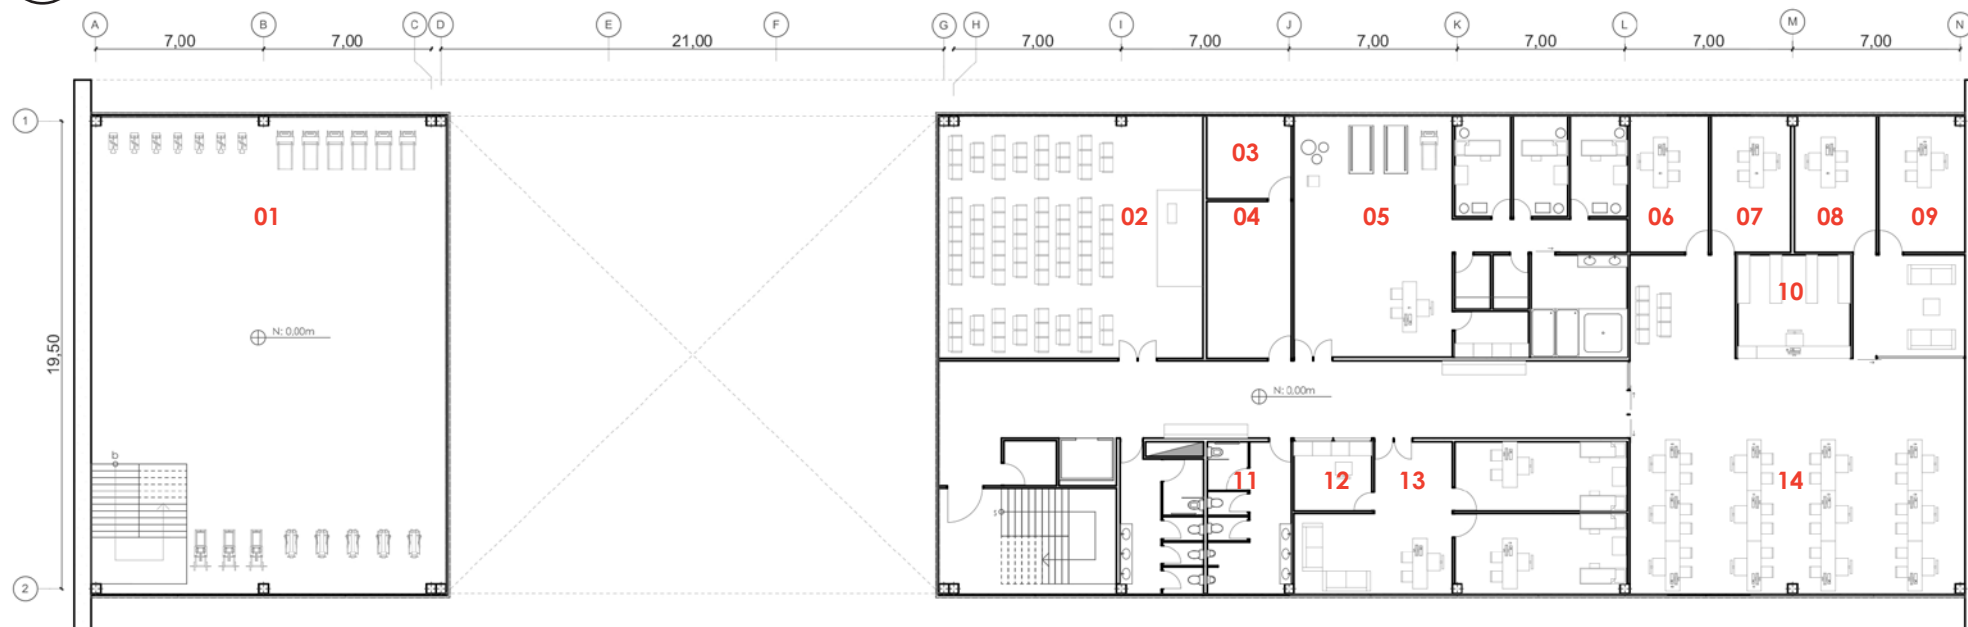 A B C D E F G H I J K L M N
7,00 7,00 21,00 7,00 7,00 7,00 7,00 7,00 7,00
1
03
01 02 04 05 06 07 08 09
10
N: 0,00m
19,50
N: 0,00m
b
11 12 13 14
s
2